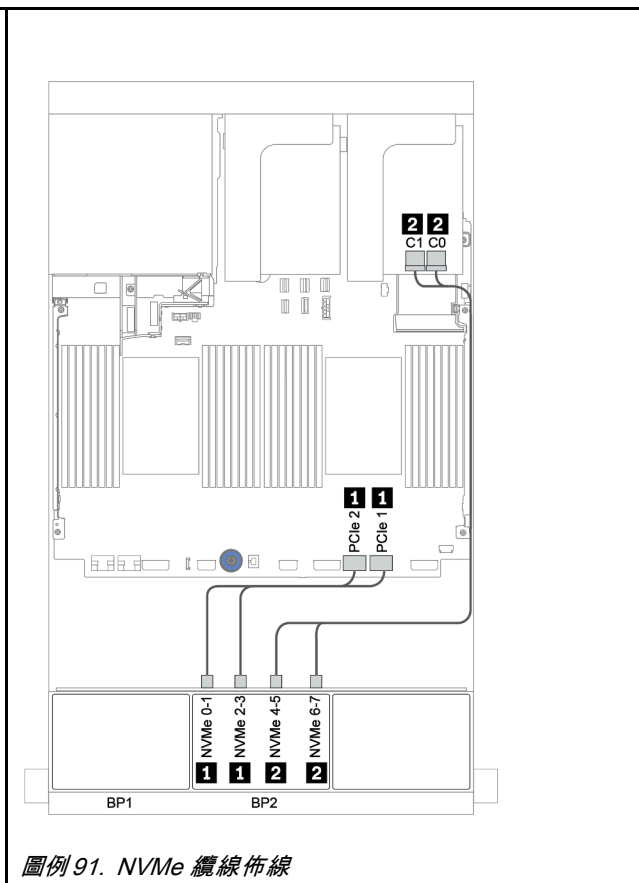 2 2
C1 C0
1 1
PCIe 2 PCIe 1
NVMe 0-1 NVMe 2-3 NVMe 4-5 NVMe 6-7
1 1 2 2
BP1 BP2
圖例 91. NVMe 纜線佈線